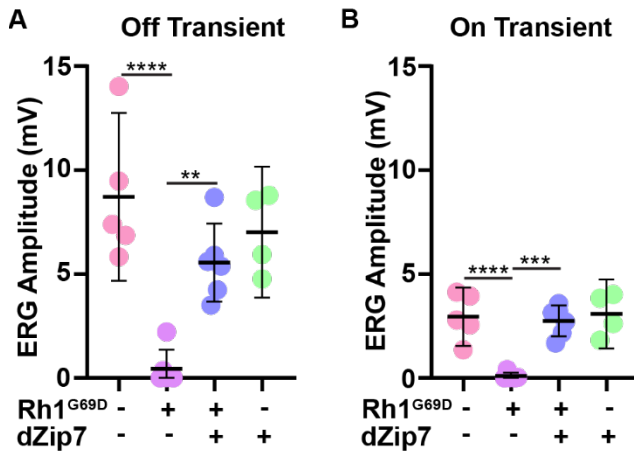 A Off Transient
ERG Amplitude (mV)
15
10
5
0
****
**
Rh1G69D - + + -
dZip7 - - + +
B On Transient
ERG Amplitude (mV)
15
10
5
0
****
***
Rh1G69D - + + -
dZip7 - - + +